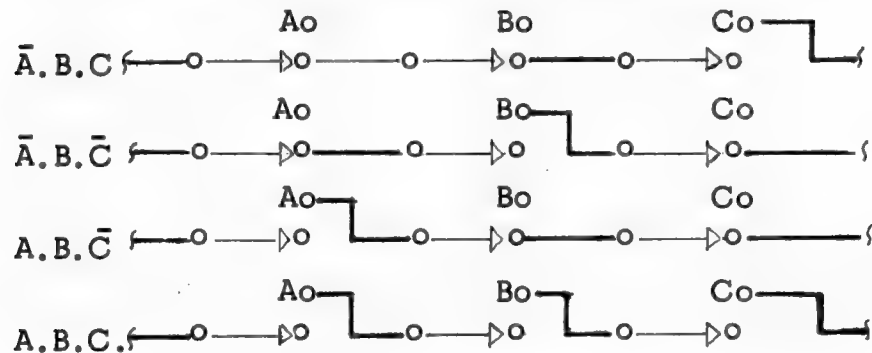 Ao Bo Co
Ā.B.C
Ao Bo Co
Ā.B.C̄
Ao Bo Co
A.B.C̄
Ao Bo Co
A.B.C.